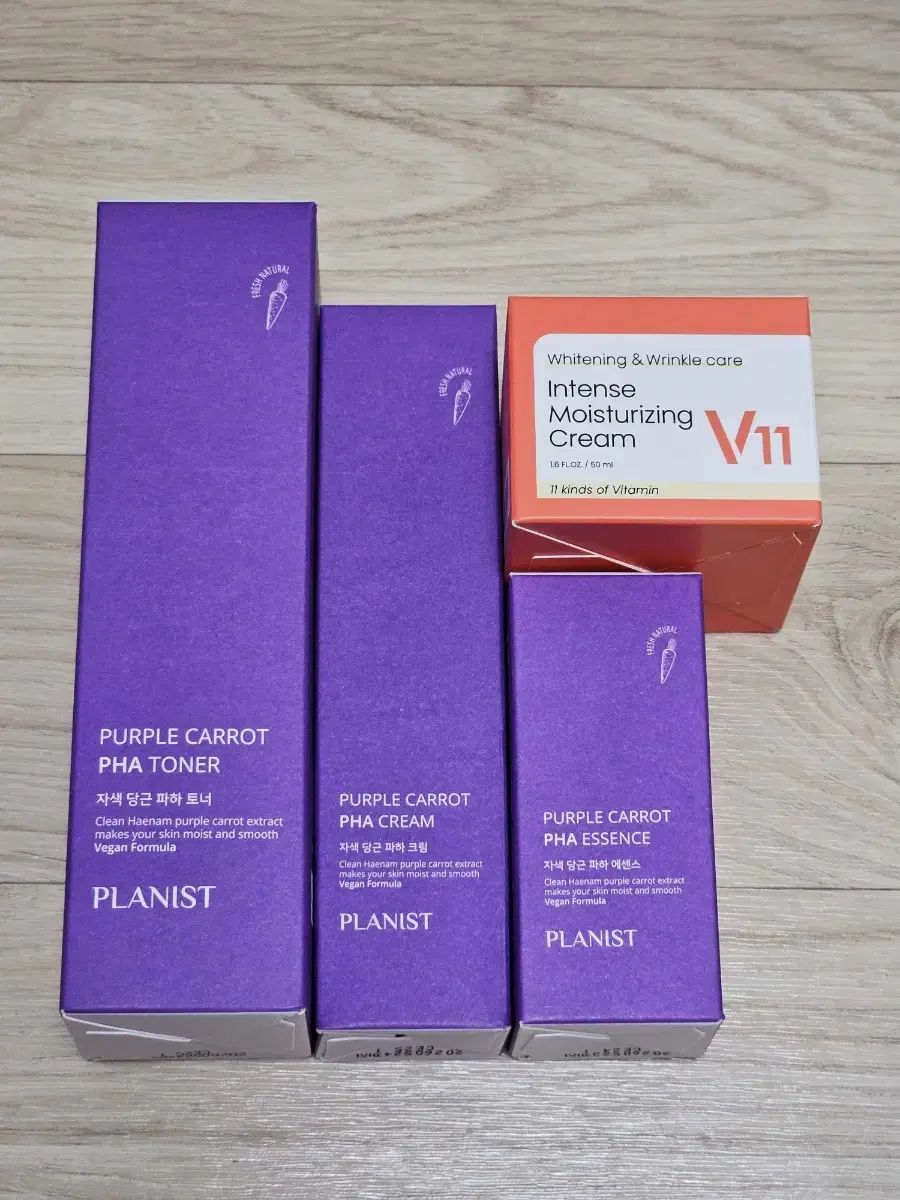 FRESH NATURAL
PURPLE CARROT
PHA TONER
자색 당근 파하 토너
Clean Haenam purple carrot extract
makes your skin moist and smooth
Vegan Formula
PLANIST
FRESH NATURAL
PURPLE CARROT
PHA CREAM
자색 당근 파하 크림
Clean Haenam purple carrot extract
makes your skin moist and smooth
Vegan Formula
PLANIST
Whitening & Wrinkle care
Intense
Moisturizing
Cream
V11
1.6 FL.OZ. / 50 ml
11 kinds of Vitamin
FRESH NATURAL
PURPLE CARROT
PHA ESSENCE
자색 당근 파하 에센스
Clean Haenam purple carrot extract
makes your skin moist and smooth
Vegan Formula
PLANIST